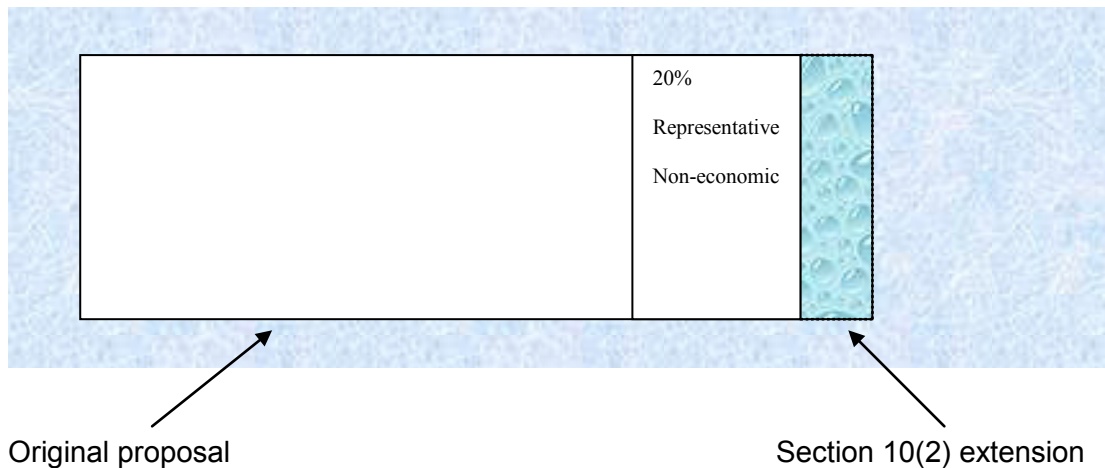 20%
Representative
Non-economic
Original proposal
Section 10(2) extension